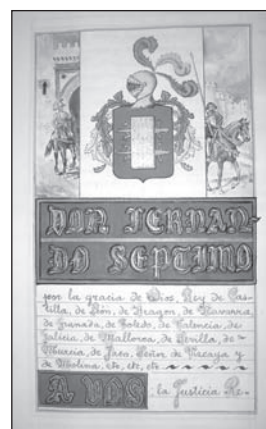 DON FERNAN-
DO SEPTIMO
por la gracia de Dios, Rey de Cas-
tilla, de León, de Aragon, de Navarra,
de Granada, de Toledo, de Valencia, de
Galicia, de Mallorca, de Sevilla, de
Murcia, de Jaen, Señor de Vizcaya y
de Molina, etc, etc, etc
A VOS la Justicia Re-